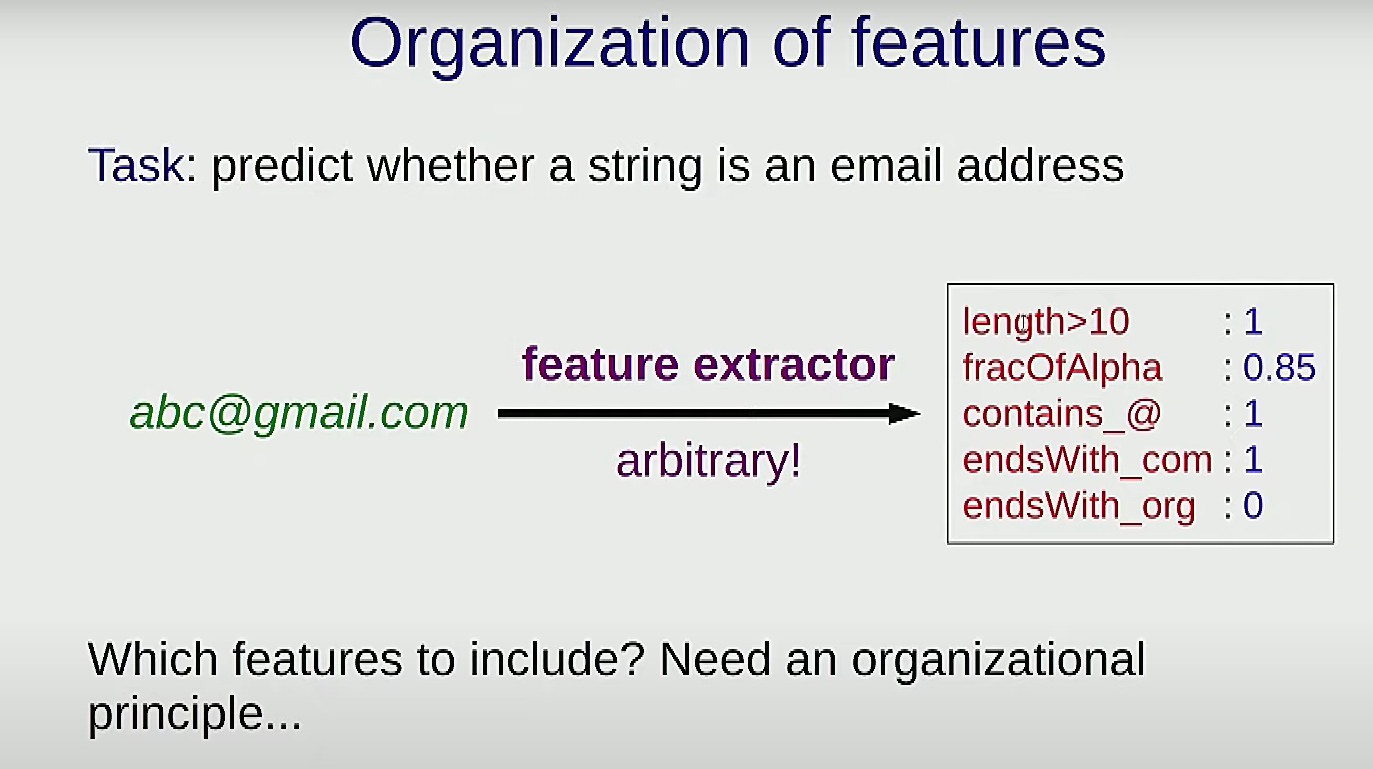 Organization of features
Task: predict whether a string is an email address
abc@gmail.com
feature extractor
arbitrary!
length>10 : 1
fracOfAlpha : 0.85
contains_@ : 1
endsWith_com : 1
endsWith_org : 0
Which features to include? Need an organizational
principle...